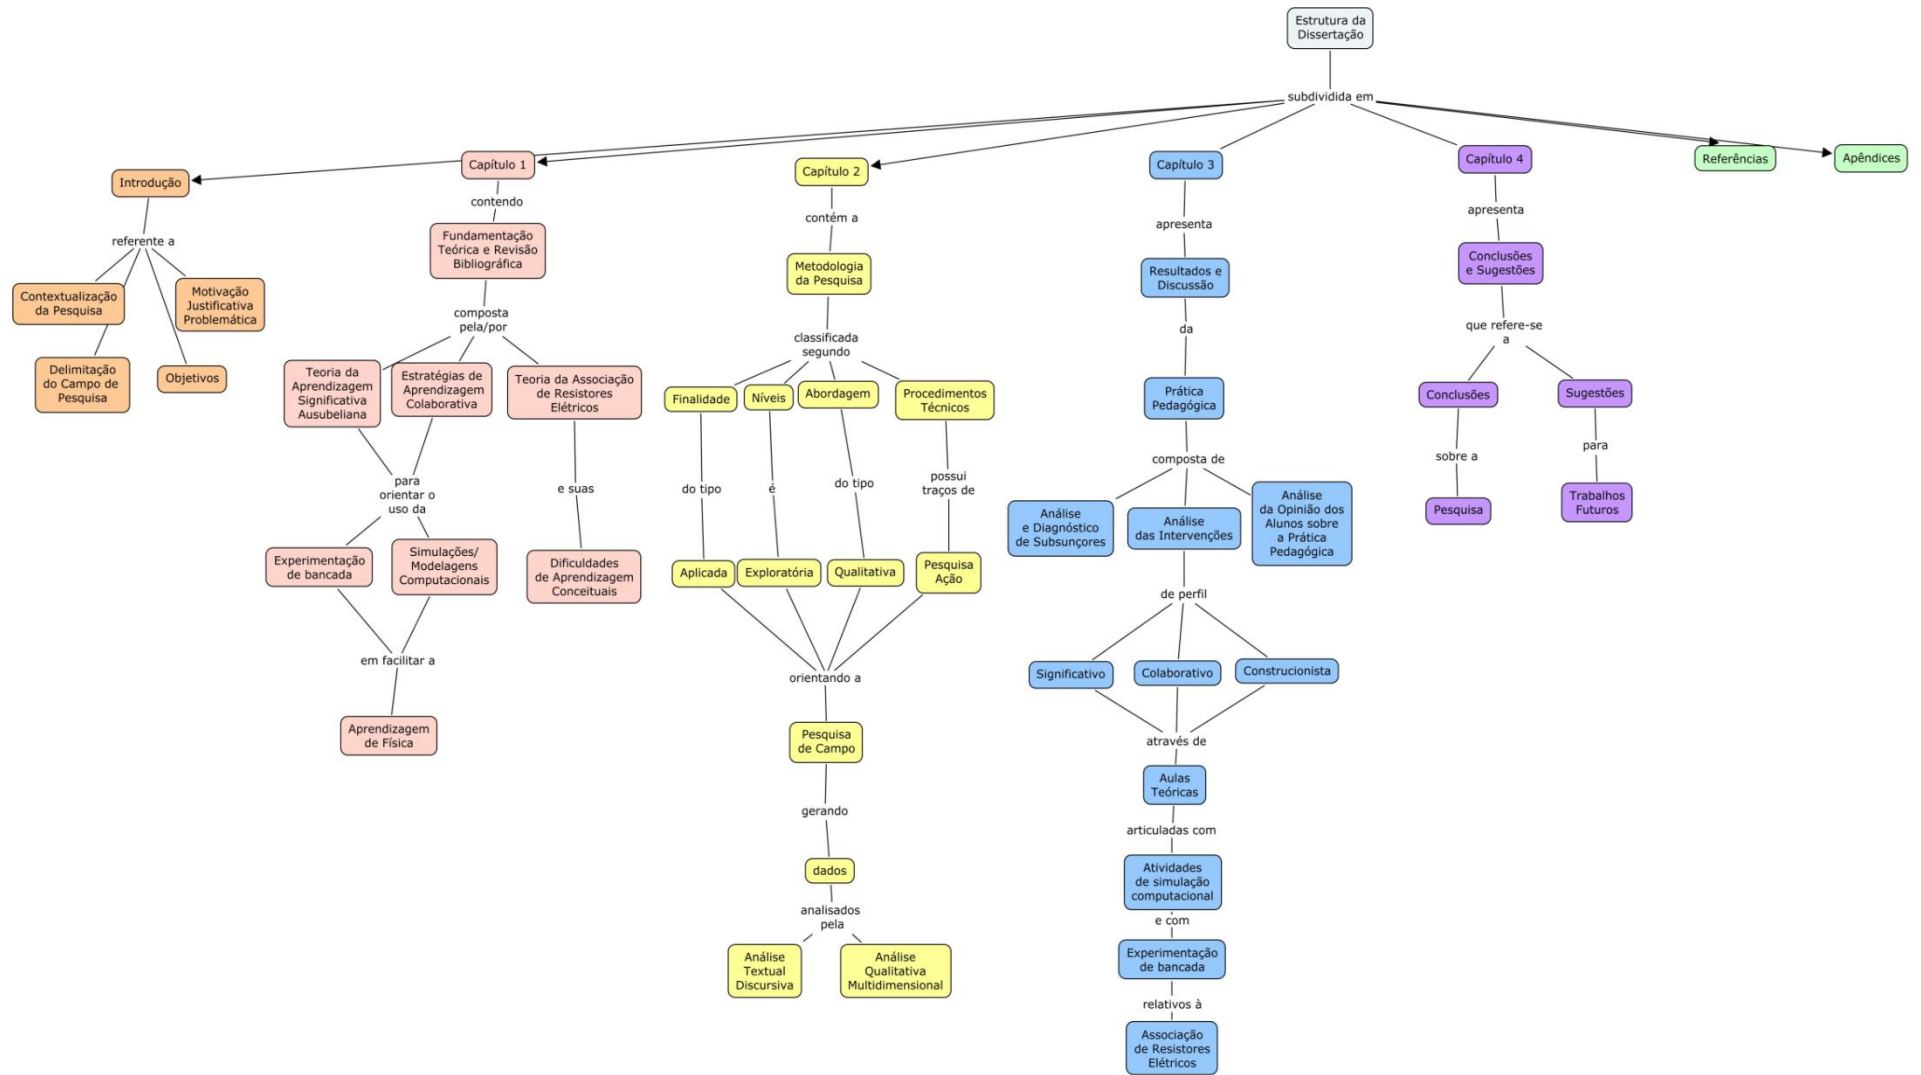 Estrutura da
Dissertação
subdividida em
Introdução
referente a
Contextualização
da Pesquisa
Motivação
Justificativa
Problemática
Delimitação
do Campo de
Pesquisa
Objetivos
Capítulo 1
contendo
Fundamentação
Teórica e Revisão
Bibliográfica
composta
pela/por
Teoria da
Aprendizagem
Significativa
Ausubeliana
Estratégias de
Aprendizagem
Colaborativa
Teoria da Associação
de Resistores
Elétricos
para
orientar o
uso da
e suas
Experimentação
de bancada
Simulações/
Modelagens
Computacionais
Dificuldades
de Aprendizagem
Conceituais
em facilitar a
Aprendizagem
de Física
Capítulo 2
contém a
Metodologia
da Pesquisa
classificada
segundo
Finalidade
Níveis
Abordagem
Procedimentos
Técnicos
do tipo
é
do tipo
possui
traços de
Aplicada
Exploratória
Qualitativa
Pesquisa
Ação
orientando a
Pesquisa
de Campo
gerando
dados
analisados
pela
Análise
Textual
Discursiva
Análise
Qualitativa
Multidimensional
Capítulo 3
apresenta
Resultados e
Discussão
da
Prática
Pedagógica
composta de
Análise
e Diagnóstico
de Subsunçores
Análise
das Intervenções
Análise
da Opinião dos
Alunos sobre
a Prática
Pedagógica
de perfil
Significativo
Colaborativo
Construcionista
através de
Aulas
Teóricas
articuladas com
Atividades
de simulação
computacional
e com
Experimentação
de bancada
relativos à
Associação
de Resistores
Elétricos
Capítulo 4
apresenta
Conclusões
e Sugestões
que refere-se
a
Conclusões
Sugestões
sobre a
para
Pesquisa
Trabalhos
Futuros
Referências
Apêndices